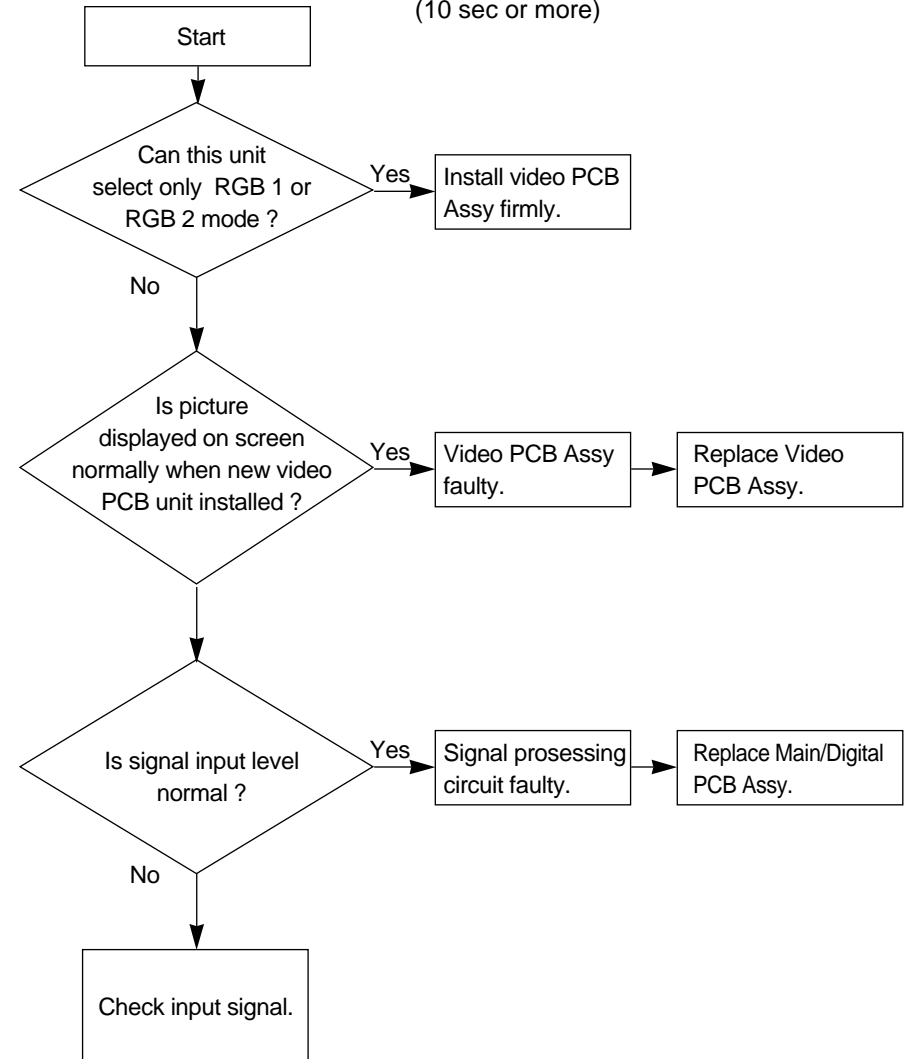 (10 sec or more)
Start
Can this unit
select only RGB 1 or
RGB 2 mode ?
Yes
Install video PCB
Assy firmly.
No
Is picture
displayed on screen
normally when new video
PCB unit installed ?
Yes
Video PCB Assy
faulty.
Replace Video
PCB Assy.
Is signal input level
normal ?
Yes
Signal prosessing
circuit faulty.
Replace Main/Digital
PCB Assy.
No
Check input signal.